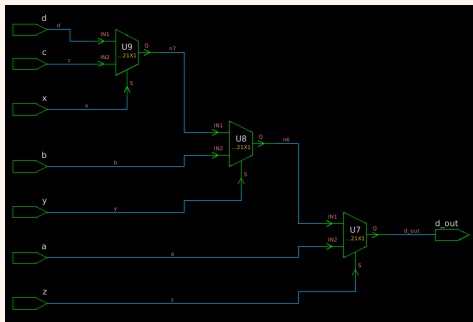 d
d
IN1
Q
U9
n7
...21X1
c
c
IN2
S
x
IN1
Q
n6
U8
...21X1
b
b
IN2
S
y
y
IN1
d_out
U7
Q
d_out
...21X1
a
a
IN2
S
z
z